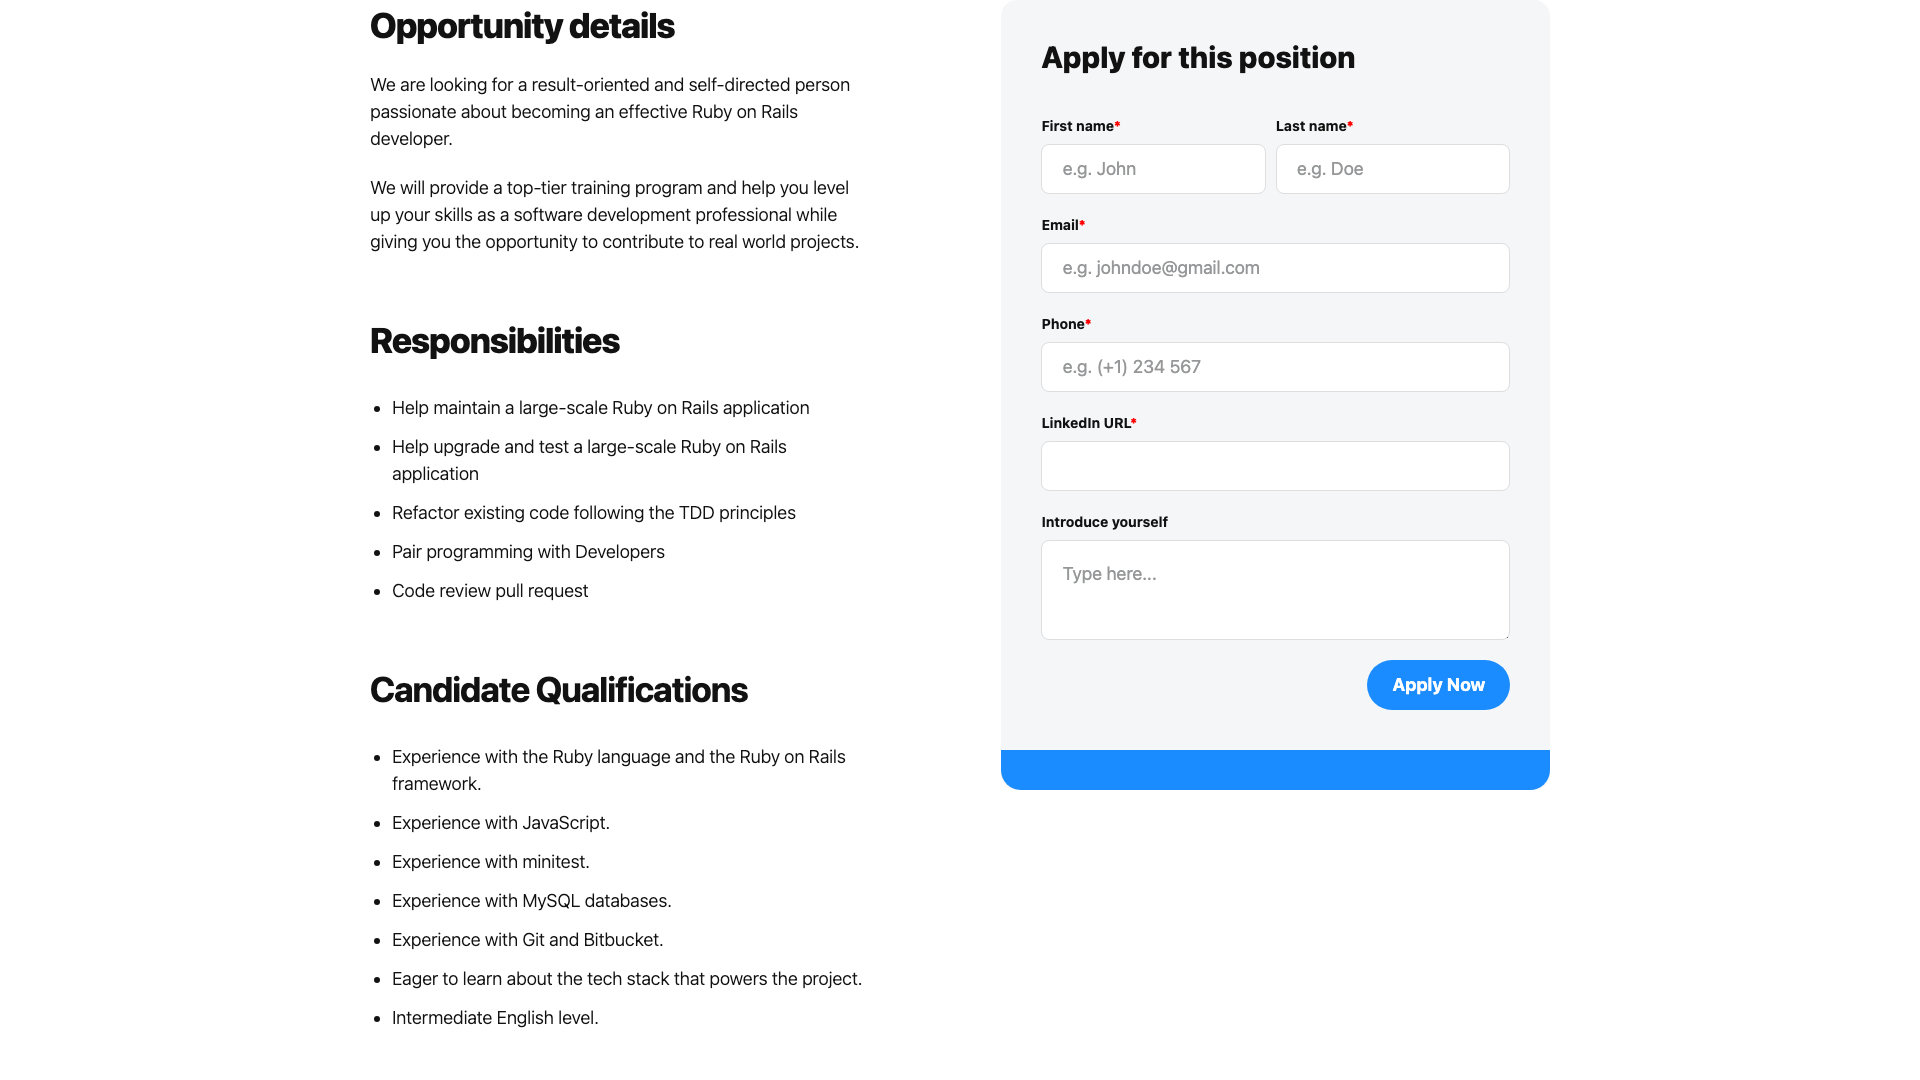 Opportunity details
We are looking for a result-oriented and self-directed person
passionate about becoming an effective Ruby on Rails
developer.
We will provide a top-tier training program and help you level
up your skills as a software development professional while
giving you the opportunity to contribute to real world projects.
Responsibilities
Help maintain a large-scale Ruby on Rails application
Help upgrade and test a large-scale Ruby on Rails
application
Refactor existing code following the TDD principles
Pair programming with Developers
Code review pull request
Candidate Qualifications
Experience with the Ruby language and the Ruby on Rails
framework.
Experience with JavaScript.
Experience with minitest.
Experience with MySQL databases.
Experience with Git and Bitbucket.
Eager to learn about the tech stack that powers the project.
Intermediate English level.
Apply for this position
First name* Last name*
e.g. John e.g. Doe
Email*
e.g. johndoe@gmail.com
Phone*
e.g. (+1) 234 567
LinkedIn URL*
Introduce yourself
Type here...
Apply Now